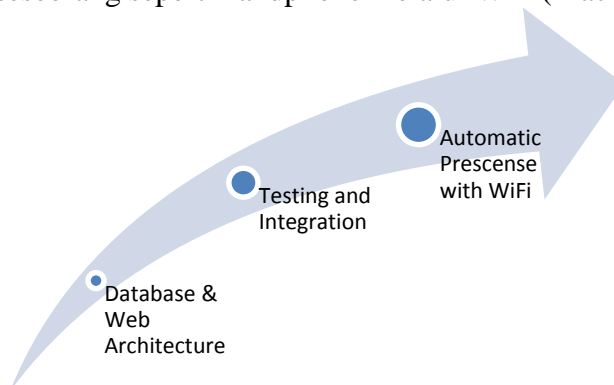 Automatic
Prescense
with WiFi
Testing and
Integration
Database &
Web
Architecture